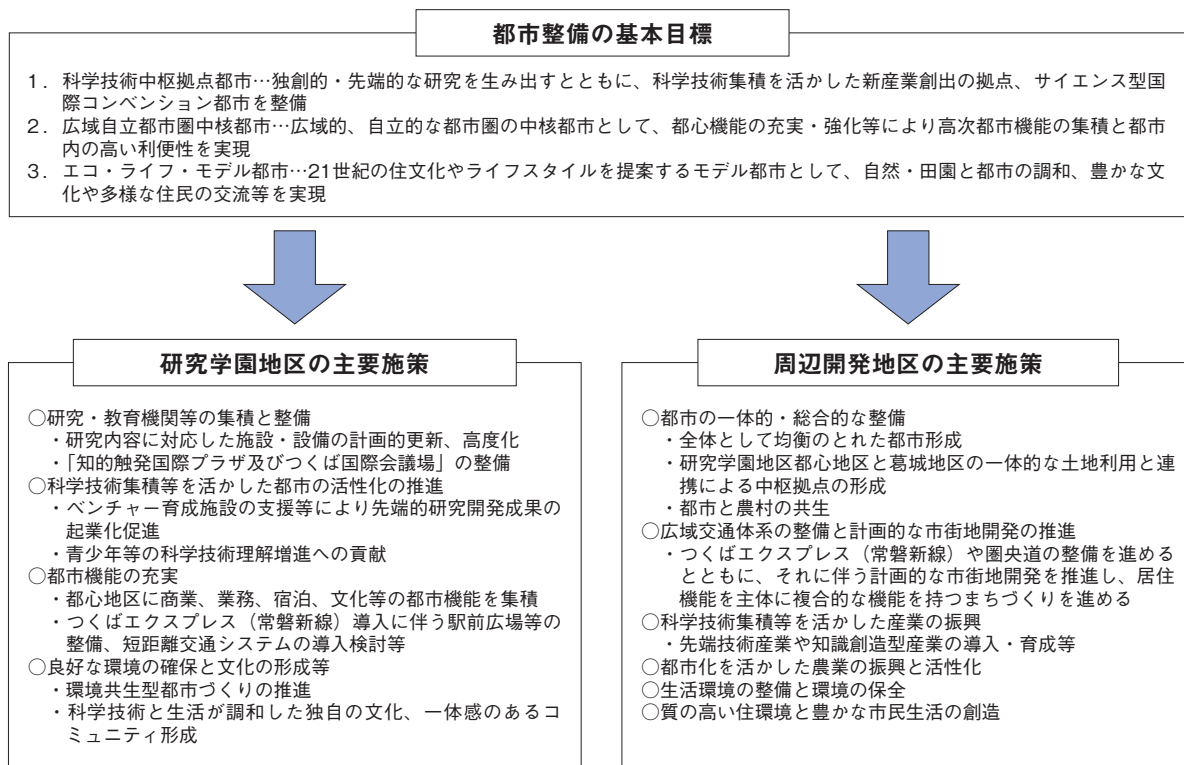 都市整備の基本目標
1．科学技術中枢拠点都市…独創的・先端的な研究を生み出すとともに、科学技術集積を活かした新産業創出の拠点、サイエンス型国
際コンベンション都市を整備
2．広域自立都市圏中核都市…広域的、自立的な都市圏の中核都市として、都心機能の充実・強化等により高次都市機能の集積と都市
内の高い利便性を実現
3．エコ・ライフ・モデル都市…21世紀の住文化やライフスタイルを提案するモデル都市として、自然・田園と都市の調和、豊かな文
化や多様な住民の交流等を実現
研究学園地区の主要施策
○研究・教育機関等の集積と整備
・研究内容に対応した施設・設備の計画的更新、高度化
・「知的触発国際プラザ及びつくば国際会議場」の整備
○科学技術集積等を活かした都市の活性化の推進
・ベンチャー育成施設の支援等により先端的研究開発成果の
起業化促進
・青少年等の科学技術理解増進への貢献
○都市機能の充実
・都心地区に商業、業務、宿泊、文化等の都市機能を集積
・つくばエクスプレス（常磐新線）導入に伴う駅前広場等の
整備、短距離交通システムの導入検討等
○良好な環境の確保と文化の形成等
・環境共生型都市づくりの推進
・科学技術と生活が調和した独自の文化、一体感のあるコ
ミュニティ形成
周辺開発地区の主要施策
○都市の一体的・総合的な整備
・全体として均衡のとれた都市形成
・研究学園地区都心地区と葛城地区の一体的な土地利用と連
携による中枢拠点の形成
・都市と農村の共生
○広域交通体系の整備と計画的な市街地開発の推進
・つくばエクスプレス（常磐新線）や圏央道の整備を進める
とともに、それに伴う計画的な市街地開発を推進し、居住
機能を主体に複合的な機能を持つまちづくりを進める
○科学技術集積等を活かした産業の振興
・先端技術産業や知識創造型産業の導入・育成等
○都市化を活かした農業の振興と活性化
○生活環境の整備と環境の保全
○質の高い住環境と豊かな市民生活の創造